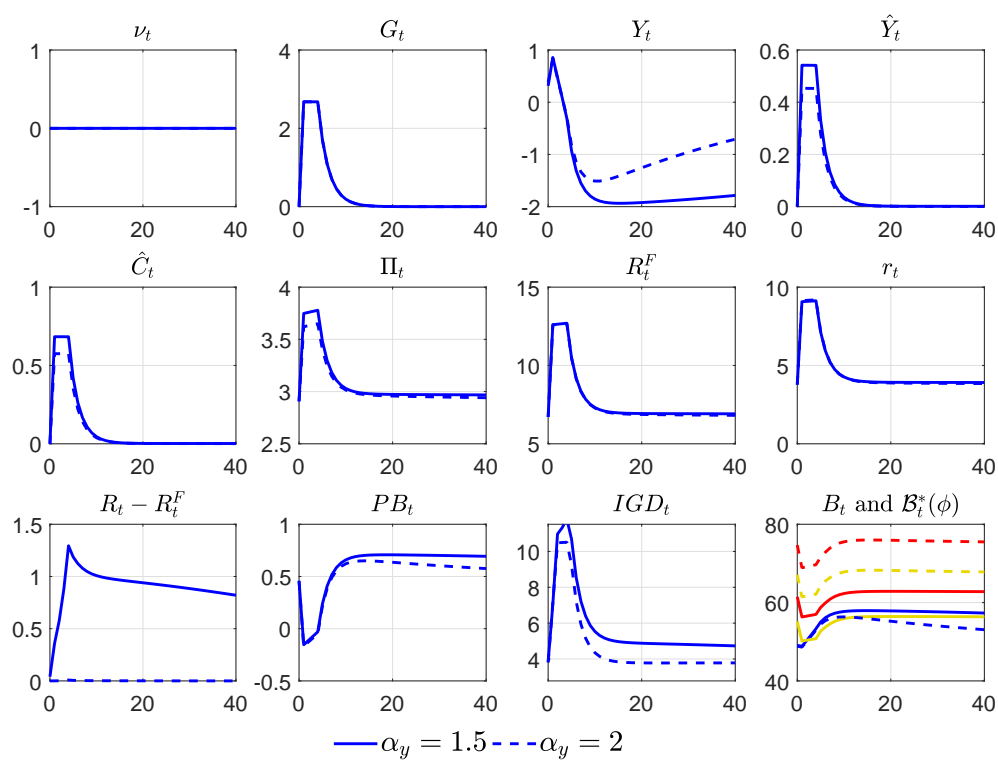 ν_t G_t Y_t Ŷ_t
1 4 1 0.6
0 0.4
0 2 -1 0.2
-1 0 -2 0
0 20 40 0 20 40 0 20 40 0 20 40
Ĉ_t Π_t R_t^F r_t
1 4 15 10
3.5
0.5 3 10 5
0 2.5 5 0
0 20 40 0 20 40 0 20 40 0 20 40
R_t − R_t^F PB_t IGD_t B_t and 𝓑_t^*(φ)
1.5 1 10 80
1 0.5 8
0.5 0 6 60
0 -0.5 4 40
0 20 40 0 20 40 0 20 40 0 20 40
α_y = 1.5 α_y = 2